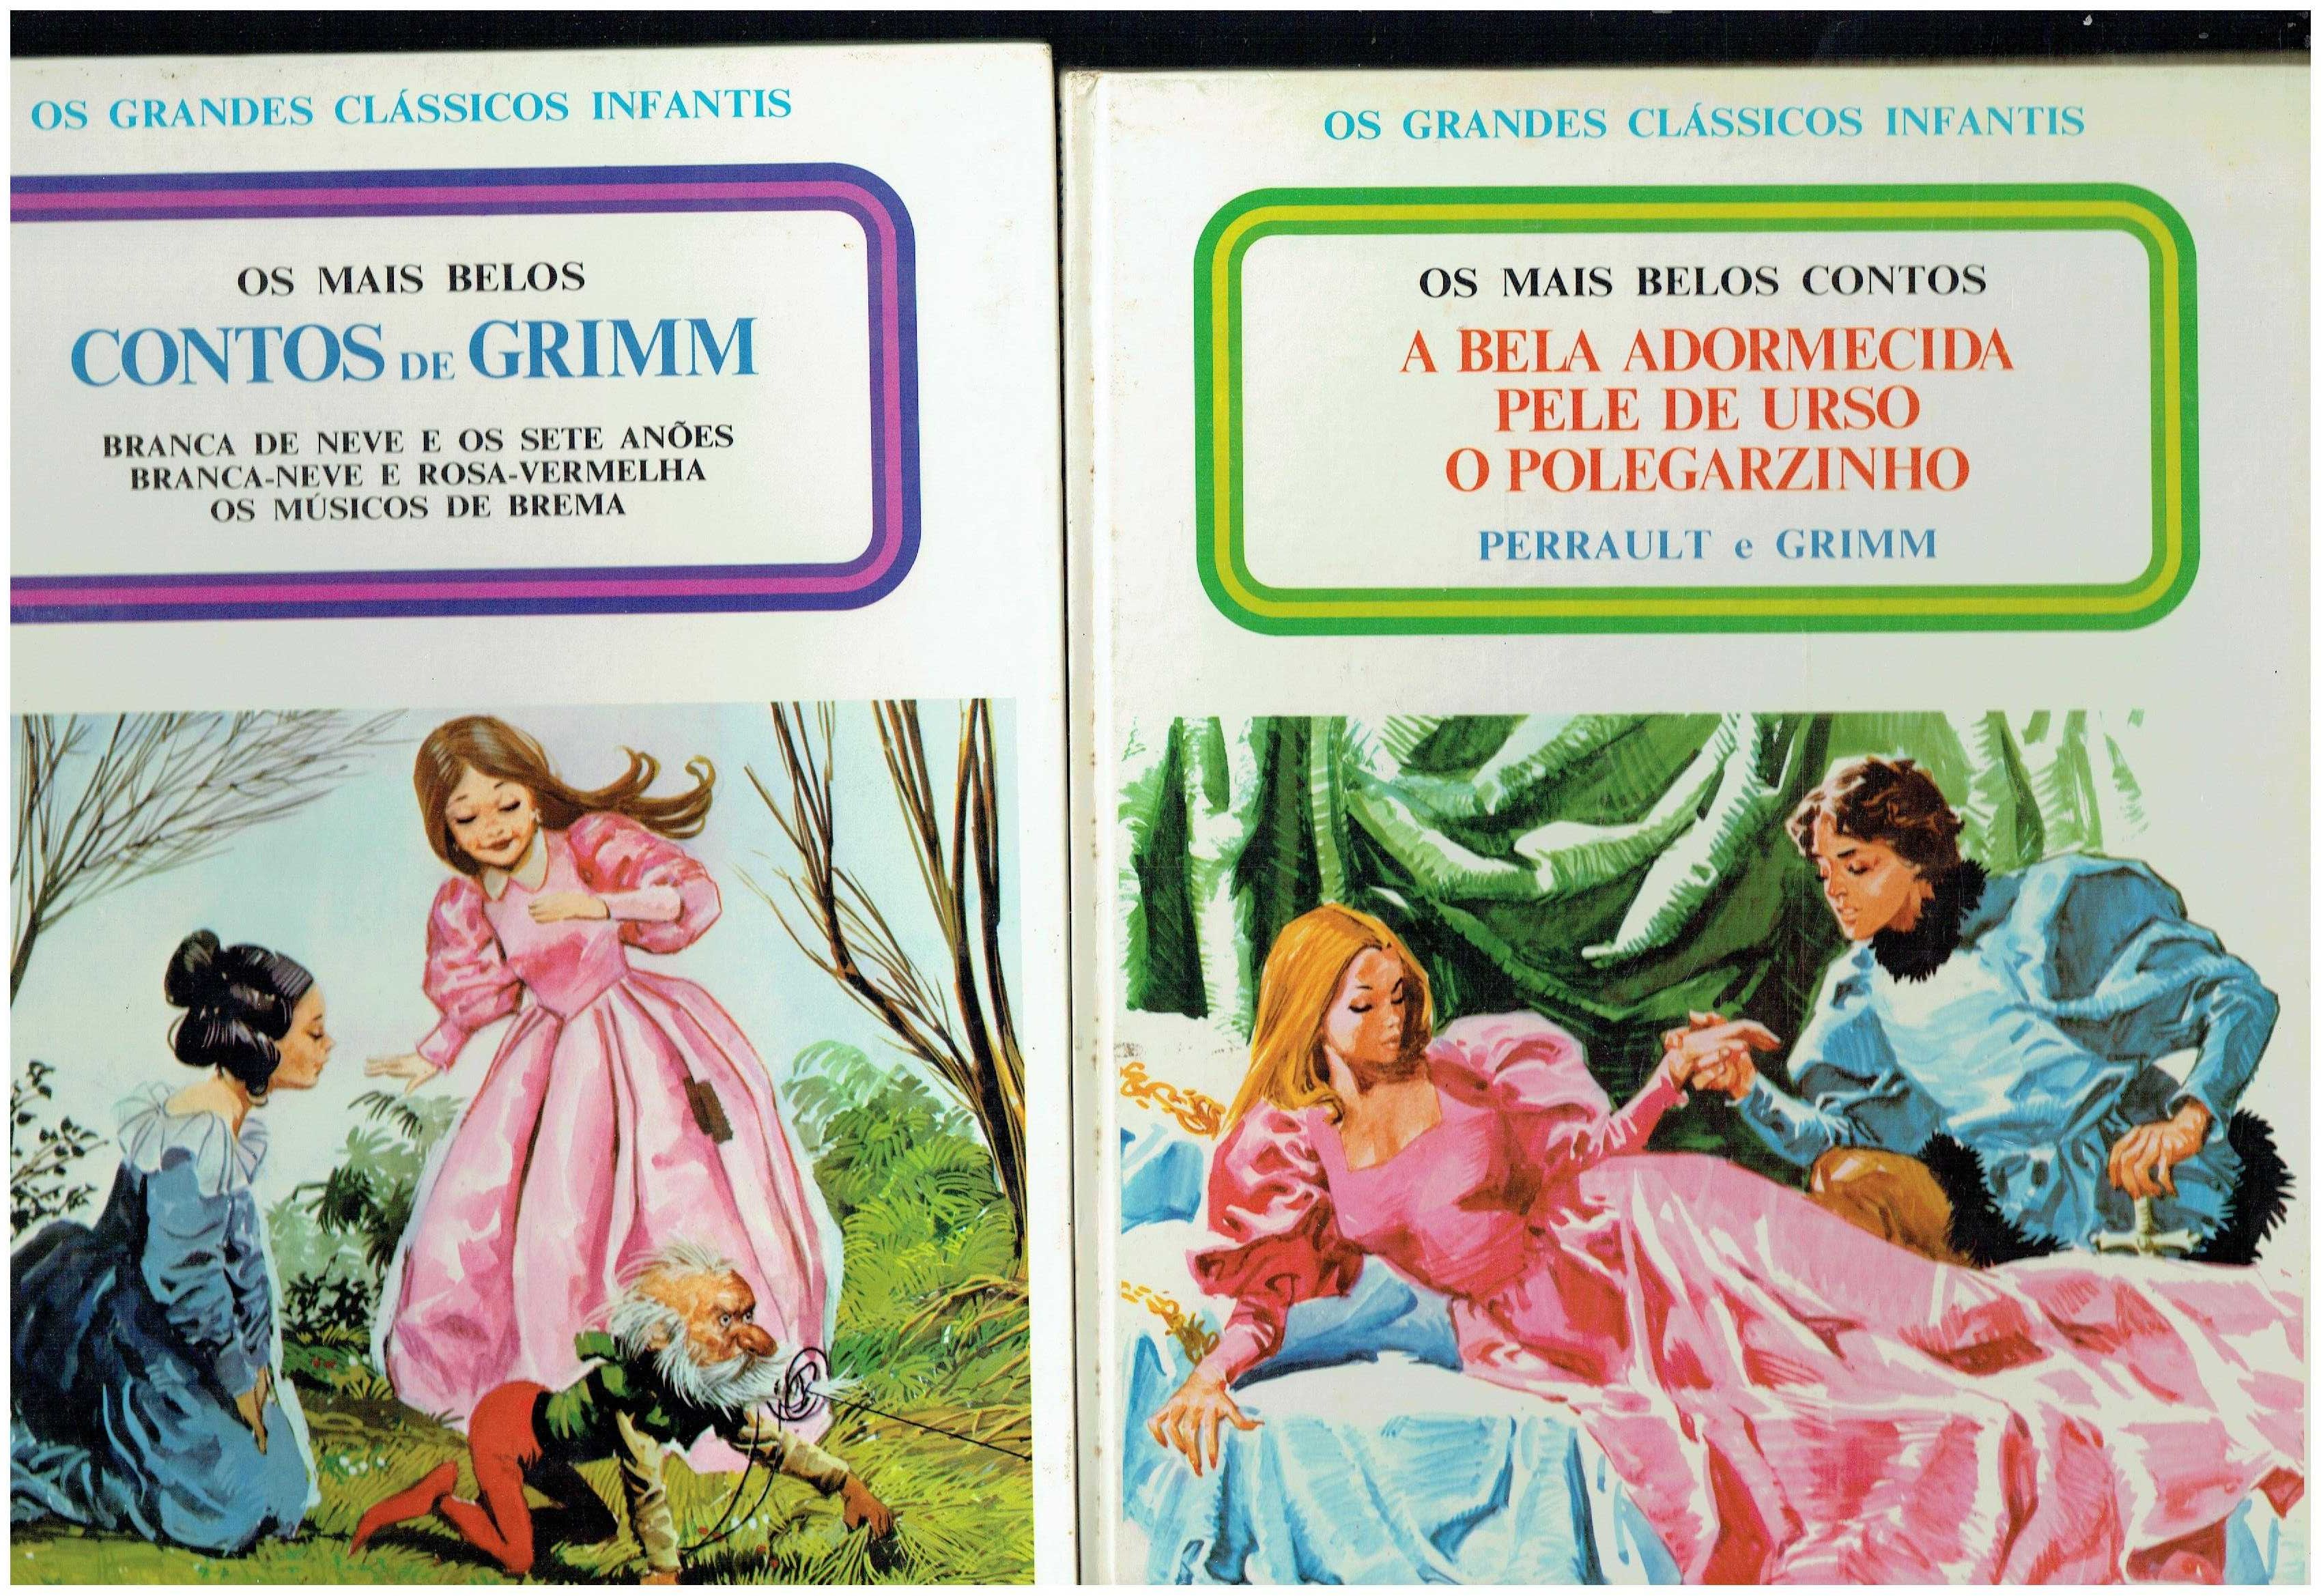 OS GRANDES CLÁSSICOS INFANTIS
OS MAIS BELOS
CONTOS DE GRIMM
BRANCA DE NEVE E OS SETE ANÕES
BRANCA-NEVE E ROSA-VERMELHA
OS MÚSICOS DE BREMA
OS GRANDES CLÁSSICOS INFANTIS
OS MAIS BELOS CONTOS
A BELA ADORMECIDA
PELE DE URSO
O POLEGARZINHO
PERRAULT e GRIMM